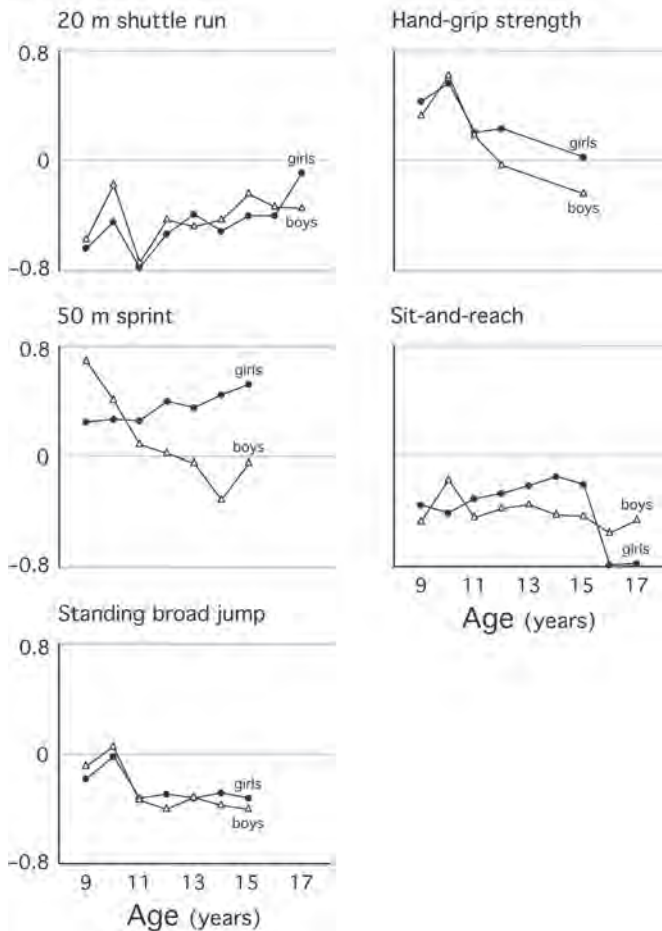 20 m shuttle run
0.8
0
−0.8
girls
boys
Hand-grip strength
girls
boys
50 m sprint
0.8
0
−0.8
girls
boys
Sit-and-reach
boys
girls
9 11 13 15 17
Age (years)
Standing broad jump
0.8
0
−0.8
girls
boys
9 11 13 15 17
Age (years)